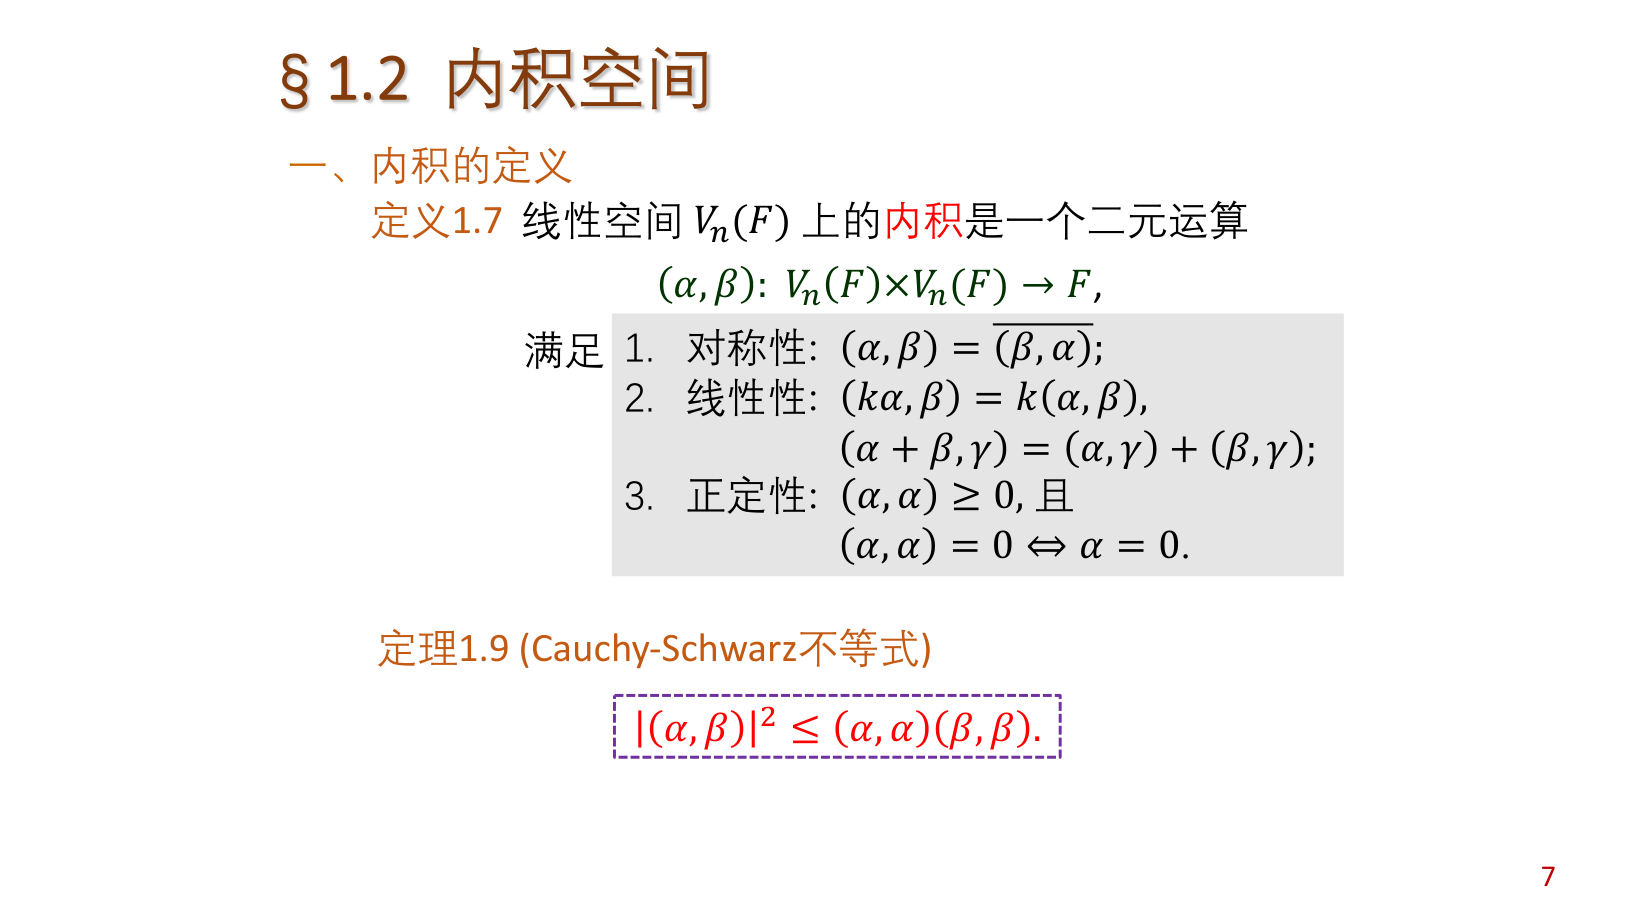 §1.2 内积空间
一、内积的定义
定义1.7 线性空间 Vₙ(F) 上的内积是一个二元运算
(α, β): Vₙ(F)×Vₙ(F) → F,
满足 1. 对称性: (α, β) = \overline{(β, α)};
2. 线性性: (kα, β) = k(α, β),
(α + β, γ) = (α, γ) + (β, γ);
3. 正定性: (α, α) ≥ 0, 且
(α, α) = 0 ⇔ α = 0.
定理1.9 (Cauchy-Schwarz不等式)
|(α, β)|² ≤ (α, α)(β, β).
7